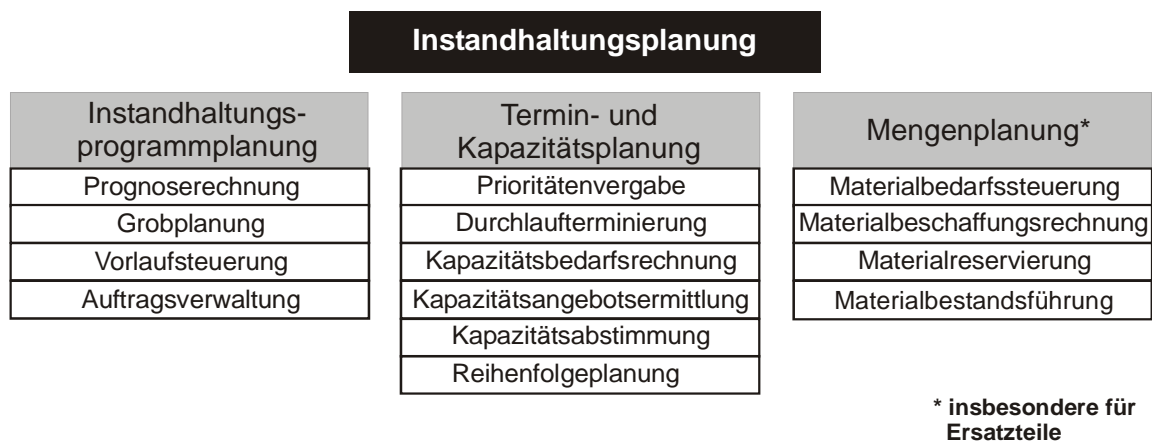 Instandhaltungsplanung
Instandhaltungs-
programmplanung
Prognoserechnung
Grobplanung
Vorlaufsteuerung
Auftragsverwaltung
Termin- und
Kapazitätsplanung
Prioritätenvergabe
Durchlaufterminierung
Kapazitätsbedarfsrechnung
Kapazitätsangebotsermittlung
Kapazitätsabstimmung
Reihenfolgeplanung
Mengenplanung*
Materialbedarfssteuerung
Materialbeschaffungsrechnung
Materialreservierung
Materialbestandsführung
* insbesondere für
Ersatzteile